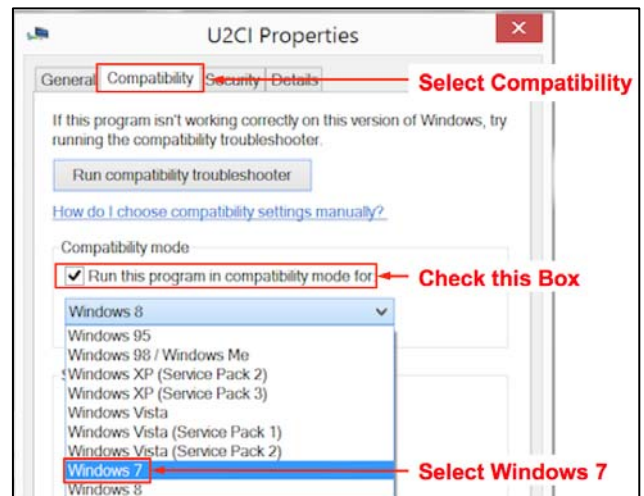 U2CI Properties
General Compatibility Security Details
Select Compatibility
If this program isn't working correctly on this version of Windows, try
running the compatibility troubleshooter.
Run compatibility troubleshooter
How do I choose compatibility settings manually?
Compatibility mode
Run this program in compatibility mode for:
Check this Box
Windows 8
Windows 95
Windows 98 / Windows Me
Windows XP (Service Pack 2)
Windows XP (Service Pack 3)
Windows Vista
Windows Vista (Service Pack 1)
Windows Vista (Service Pack 2)
Windows 7
Select Windows 7
Windows 8